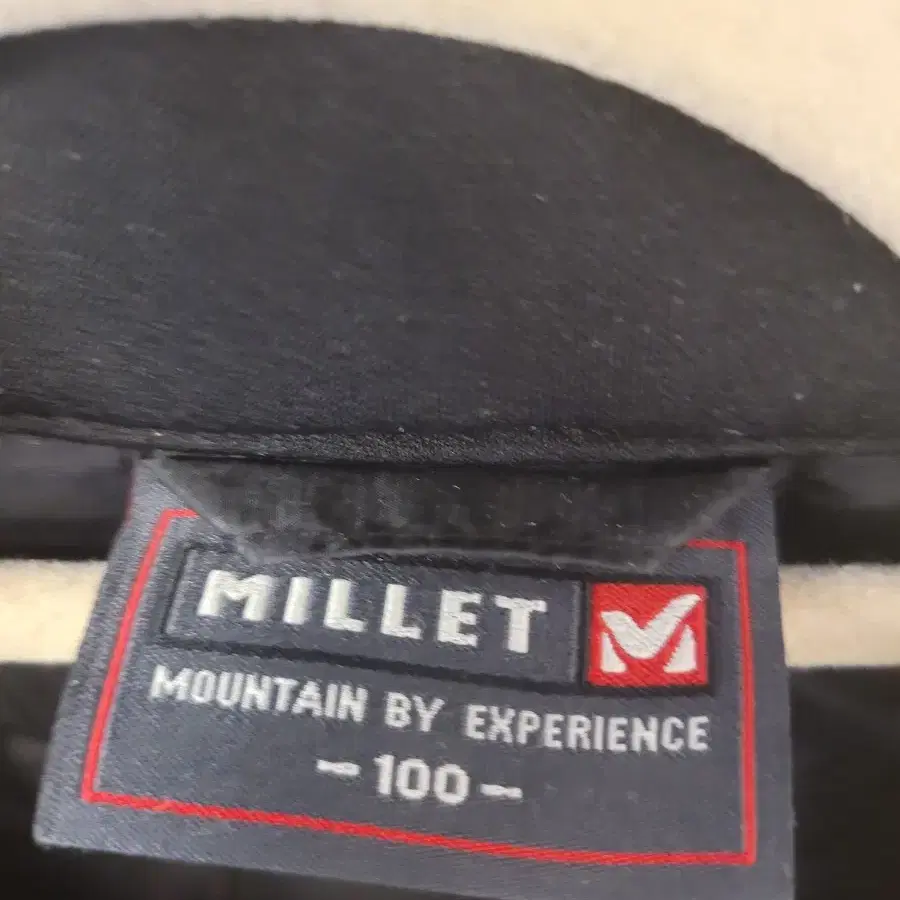 MILLET
MOUNTAIN BY EXPERIENCE
- 100 -